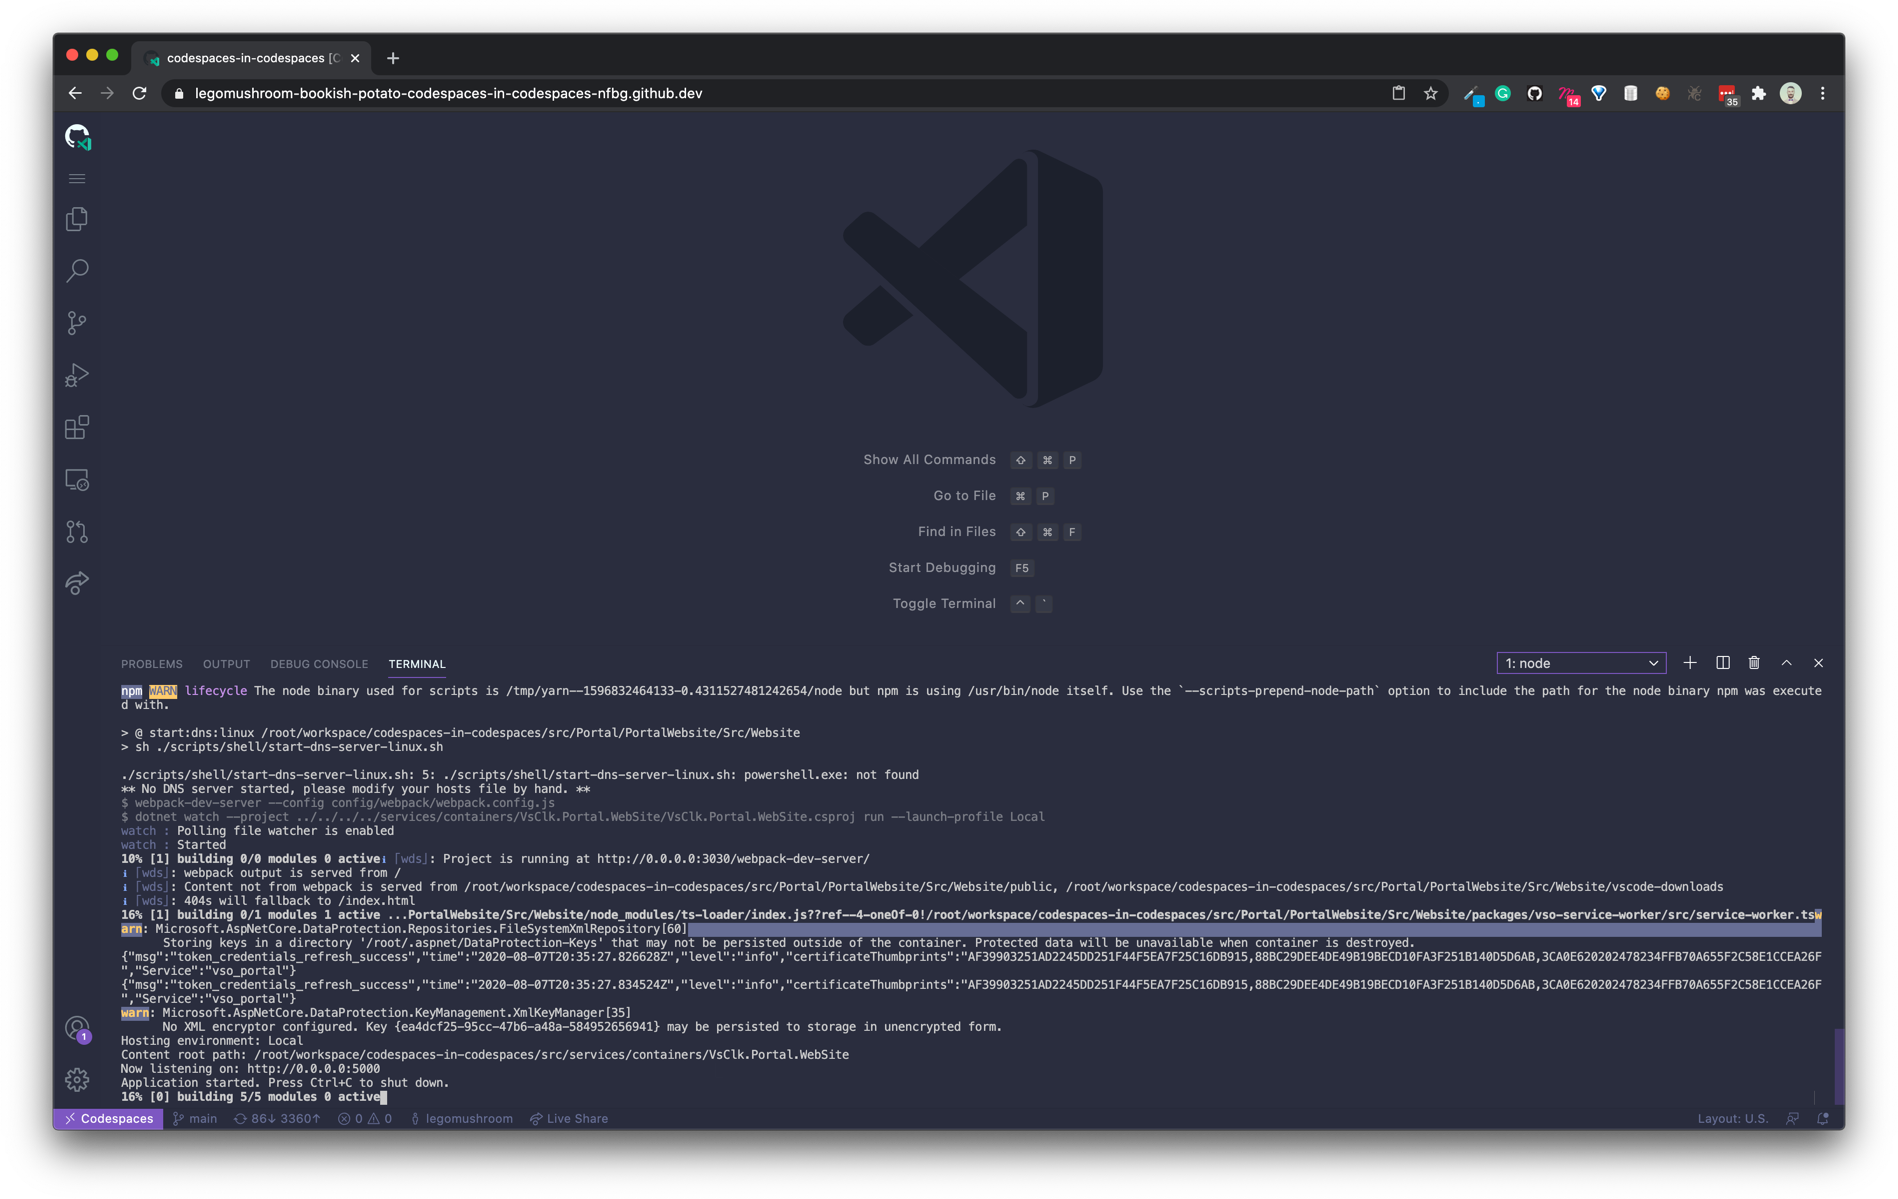 codespaces-in-codespaces [C
legomushroom-bookish-potato-codespaces-in-codespaces-nfbg.github.dev
14
35
Show All Commands ⇧ ⌘ P
Go to File ⌘ P
Find in Files ⇧ ⌘ F
Start Debugging F5
Toggle Terminal ^ `
PROBLEMS OUTPUT DEBUG CONSOLE TERMINAL
1: node
npm WARN lifecycle The node binary used for scripts is /tmp/yarn--1596832464133-0.4311527481242654/node but npm is using /usr/bin/node itself. Use the `--scripts-prepend-node-path` option to include the path for the node binary npm was execute
d with.
> @ start:dns:linux /root/workspace/codespaces-in-codespaces/src/Portal/PortalWebsite/Src/Website
> sh ./scripts/shell/start-dns-server-linux.sh
./scripts/shell/start-dns-server-linux.sh: 5: ./scripts/shell/start-dns-server-linux.sh: powershell.exe: not found
** No DNS server started, please modify your hosts file by hand. **
$ webpack-dev-server --config config/webpack/webpack.config.js
$ dotnet watch --project ../../../../services/containers/VsClk.Portal.WebSite/VsClk.Portal.WebSite.csproj run --launch-profile Local
watch : Polling file watcher is enabled
watch : Started
10% [1] building 0/0 modules 0 activeℹ ｢wds｣: Project is running at http://0.0.0.0:3030/webpack-dev-server/
ℹ ｢wds｣: webpack output is served from /
ℹ ｢wds｣: Content not from webpack is served from /root/workspace/codespaces-in-codespaces/src/Portal/PortalWebsite/Src/Website/public, /root/workspace/codespaces-in-codespaces/src/Portal/PortalWebsite/Src/Website/vscode-downloads
ℹ ｢wds｣: 404s will fallback to /index.html
16% [1] building 0/1 modules 1 active ...PortalWebsite/Src/Website/node_modules/ts-loader/index.js??ref--4-oneOf-0!/root/workspace/codespaces-in-codespaces/src/Portal/PortalWebsite/Src/Website/packages/vso-service-worker/src/service-worker.tsw
arn: Microsoft.AspNetCore.DataProtection.Repositories.FileSystemXmlRepository[60]
Storing keys in a directory '/root/.aspnet/DataProtection-Keys' that may not be persisted outside of the container. Protected data will be unavailable when container is destroyed.
{"msg":"token_credentials_refresh_success","time":"2020-08-07T20:35:27.826628Z","level":"info","certificateThumbprints":"AF39903251AD2245DD251F44F5EA7F25C16DB915,88BC29DEE4DE49B19BECD10FA3F251B140D5D6AB,3CA0E620202478234FFB70A655F2C58E1CCEA26F
","Service":"vso_portal"}
{"msg":"token_credentials_refresh_success","time":"2020-08-07T20:35:27.834524Z","level":"info","certificateThumbprints":"AF39903251AD2245DD251F44F5EA7F25C16DB915,88BC29DEE4DE49B19BECD10FA3F251B140D5D6AB,3CA0E620202478234FFB70A655F2C58E1CCEA26F
","Service":"vso_portal"}
warn: Microsoft.AspNetCore.DataProtection.KeyManagement.XmlKeyManager[35]
No XML encryptor configured. Key {ea4dcf25-95cc-47b6-a48a-584952656941} may be persisted to storage in unencrypted form.
Hosting environment: Local
Content root path: /root/workspace/codespaces-in-codespaces/src/services/containers/VsClk.Portal.WebSite
Now listening on: http://0.0.0.0:5000
Application started. Press Ctrl+C to shut down.
16% [0] building 5/5 modules 0 active
1
Codespaces main 86↓ 3360↑ 0 0 legomushroom Live Share Layout: U.S.